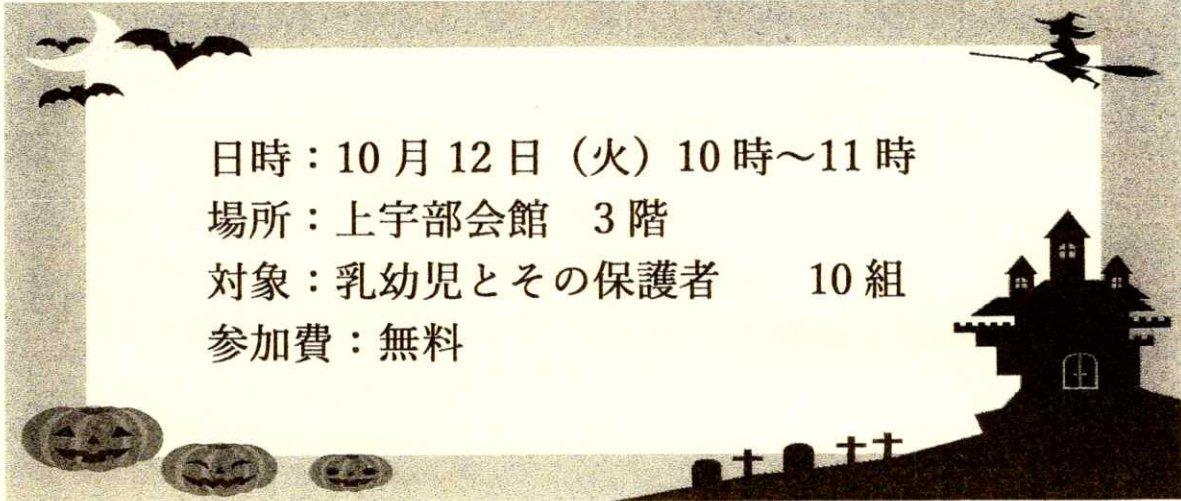 日時：10月12日（火）10時～11時
場所：上宇部会館　3階
対象：乳幼児とその保護者　　10組
参加費：無料